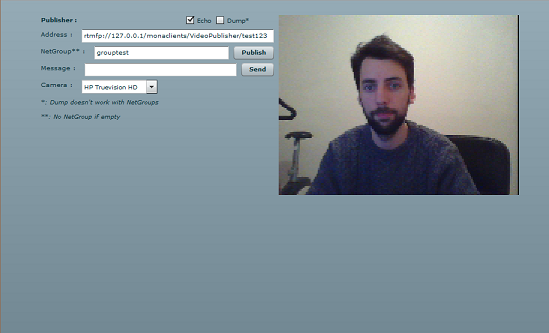 Publisher : Echo Dump*
Address : rtmfp://127.0.0.1/monaclients/VideoPublisher/test123
NetGroup** : grouptest Publish
Message : Send
Camera : HP Truevision HD
*: Dump doesn't work with NetGroups
**: No NetGroup if empty